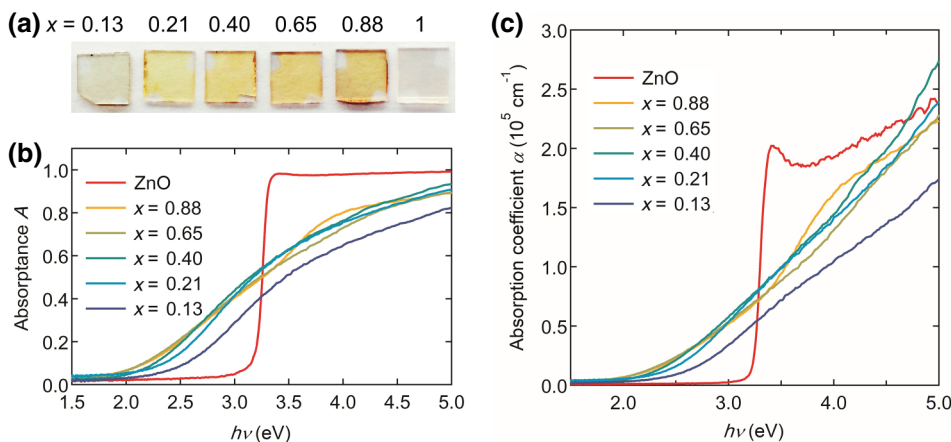 (a) x = 0.13 0.21 0.40 0.65 0.88 1
(b)
1.0
0.8
0.6
0.4
0.2
0.0
Absorptance A
ZnO
x = 0.88
x = 0.65
x = 0.40
x = 0.21
x = 0.13
1.5 2.0 2.5 3.0 3.5 4.0 4.5 5.0
hν (eV)
(c)
3.0
2.5
2.0
1.5
1.0
0.5
0.0
Absorption coefficient α (10⁵ cm⁻¹)
ZnO
x = 0.88
x = 0.65
x = 0.40
x = 0.21
x = 0.13
2.0 3.0 4.0 5.0
hν (eV)